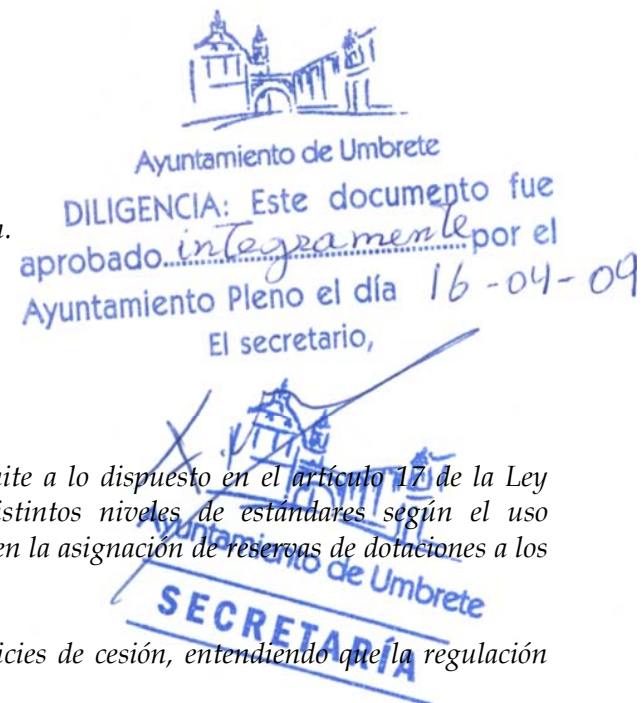 Ayuntamiento de Umbrete
DILIGENCIA: Este documento fue
a.
aprobado integramente por el
Ayuntamiento Pleno el día 16-04-09
El secretario,
ite a lo dispuesto en el artículo 17 de la Ley
istintos niveles de estándares según el uso
en la asignación de reservas de dotaciones a los
Ayuntamiento de Umbrete
SECRETARÍA
icies de cesión, entendiendo que la regulación